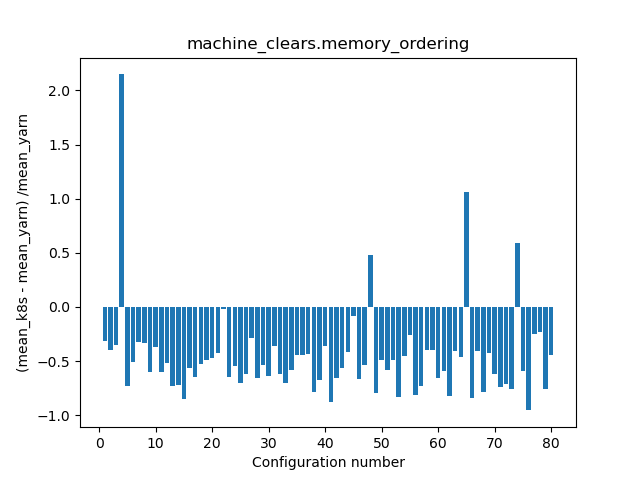 machine_clears.memory_ordering
(mean_k8s - mean_yarn) /mean_yarn
2.0
1.5
1.0
0.5
0.0
−0.5
−1.0
0 10 20 30 40 50 60 70 80
Configuration number